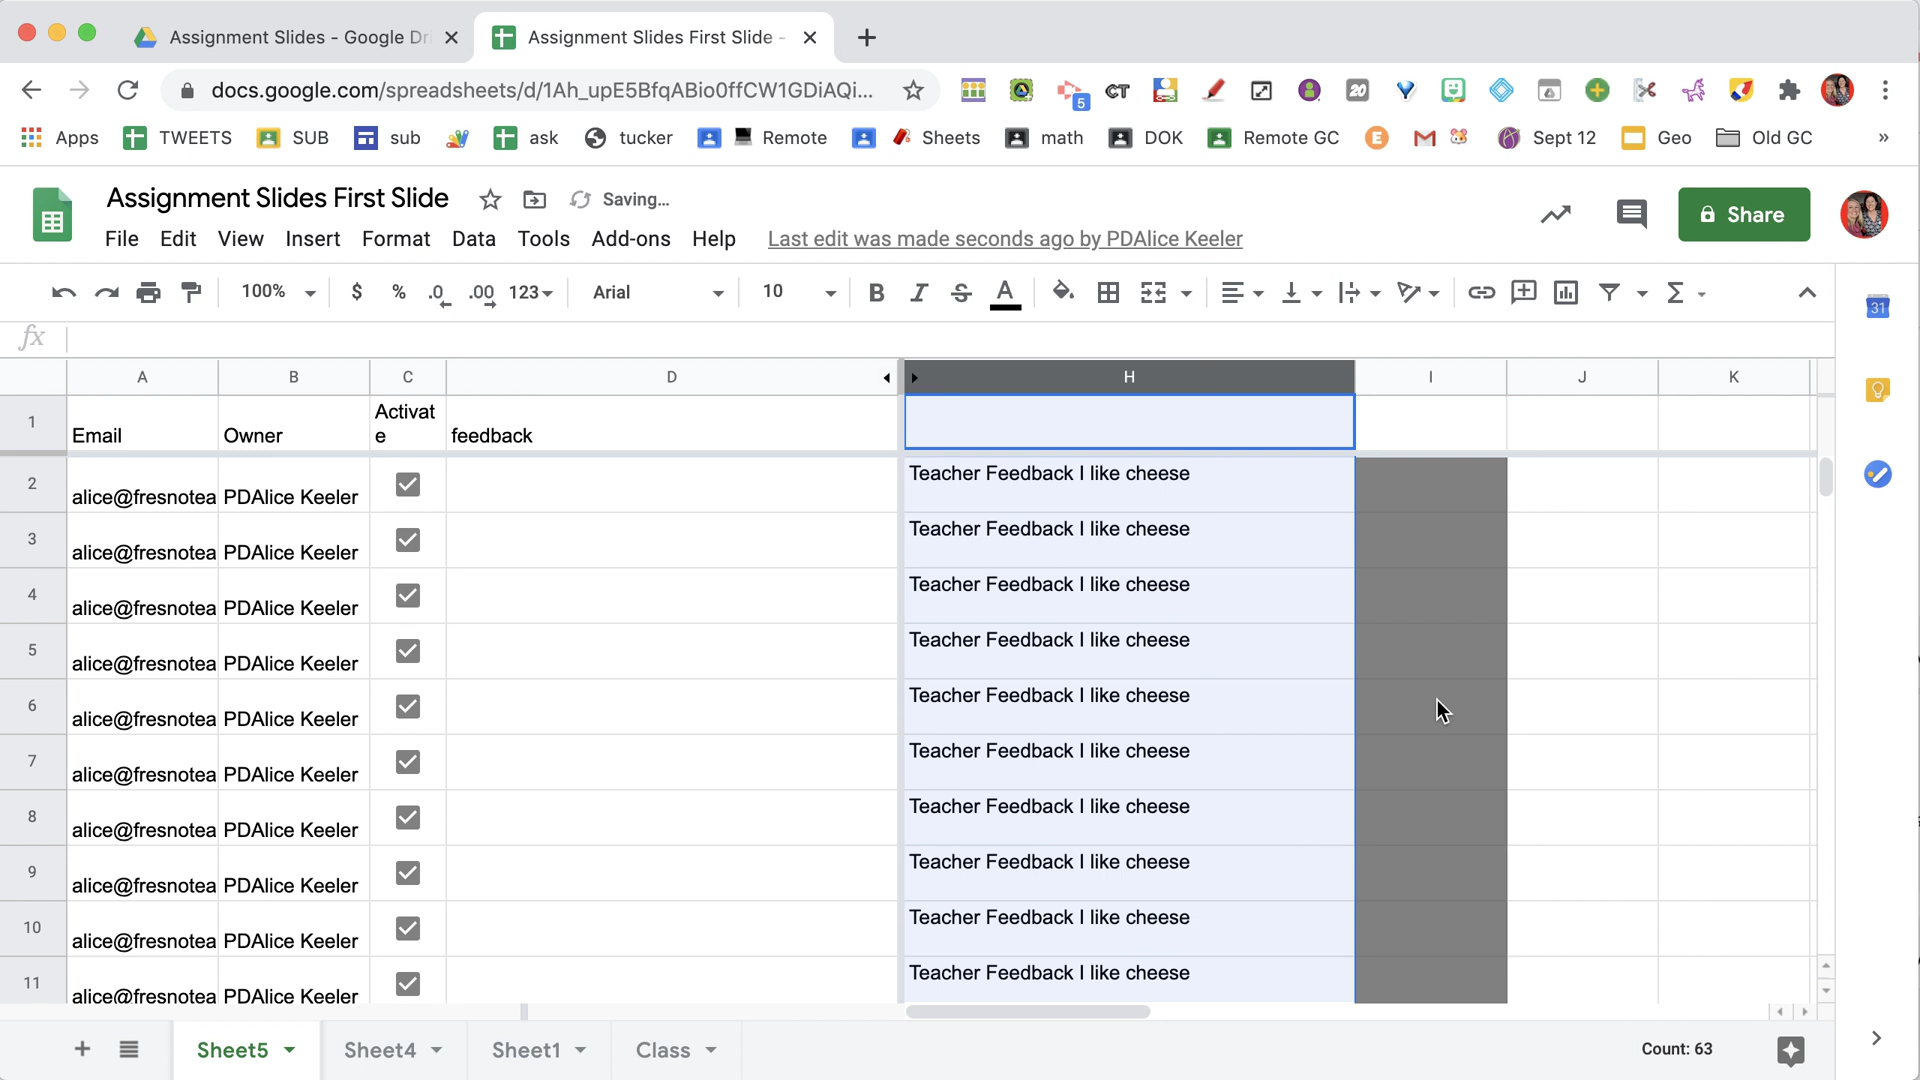 Assignment Slides - Google Dri
Assignment Slides First Slide -
docs.google.com/spreadsheets/d/1Ah_upE5BfqABio0ffCW1GDiAQi...
5
CT
20
Apps
TWEETS
SUB
sub
ask
tucker
Remote
Sheets
math
DOK
Remote GC
E
Sept 12
Geo
Old GC
»
Assignment Slides First Slide
Saving...
Share
File Edit View Insert Format Data Tools Add-ons Help
Last edit was made seconds ago by PDAlice Keeler
100%
$
%
.0
.00
123
Arial
10
B
I
S
A
Σ
31
fx
A B C D H I J K
1 Email Owner Activat
e feedback
2 alice@fresnotea PDAlice Keeler Teacher Feedback I like cheese
3 alice@fresnotea PDAlice Keeler Teacher Feedback I like cheese
4 alice@fresnotea PDAlice Keeler Teacher Feedback I like cheese
5 alice@fresnotea PDAlice Keeler Teacher Feedback I like cheese
6 alice@fresnotea PDAlice Keeler Teacher Feedback I like cheese
7 alice@fresnotea PDAlice Keeler Teacher Feedback I like cheese
8 alice@fresnotea PDAlice Keeler Teacher Feedback I like cheese
9 alice@fresnotea PDAlice Keeler Teacher Feedback I like cheese
10 alice@fresnotea PDAlice Keeler Teacher Feedback I like cheese
11 alice@fresnotea PDAlice Keeler Teacher Feedback I like cheese
Sheet5
Sheet4
Sheet1
Class
Count: 63